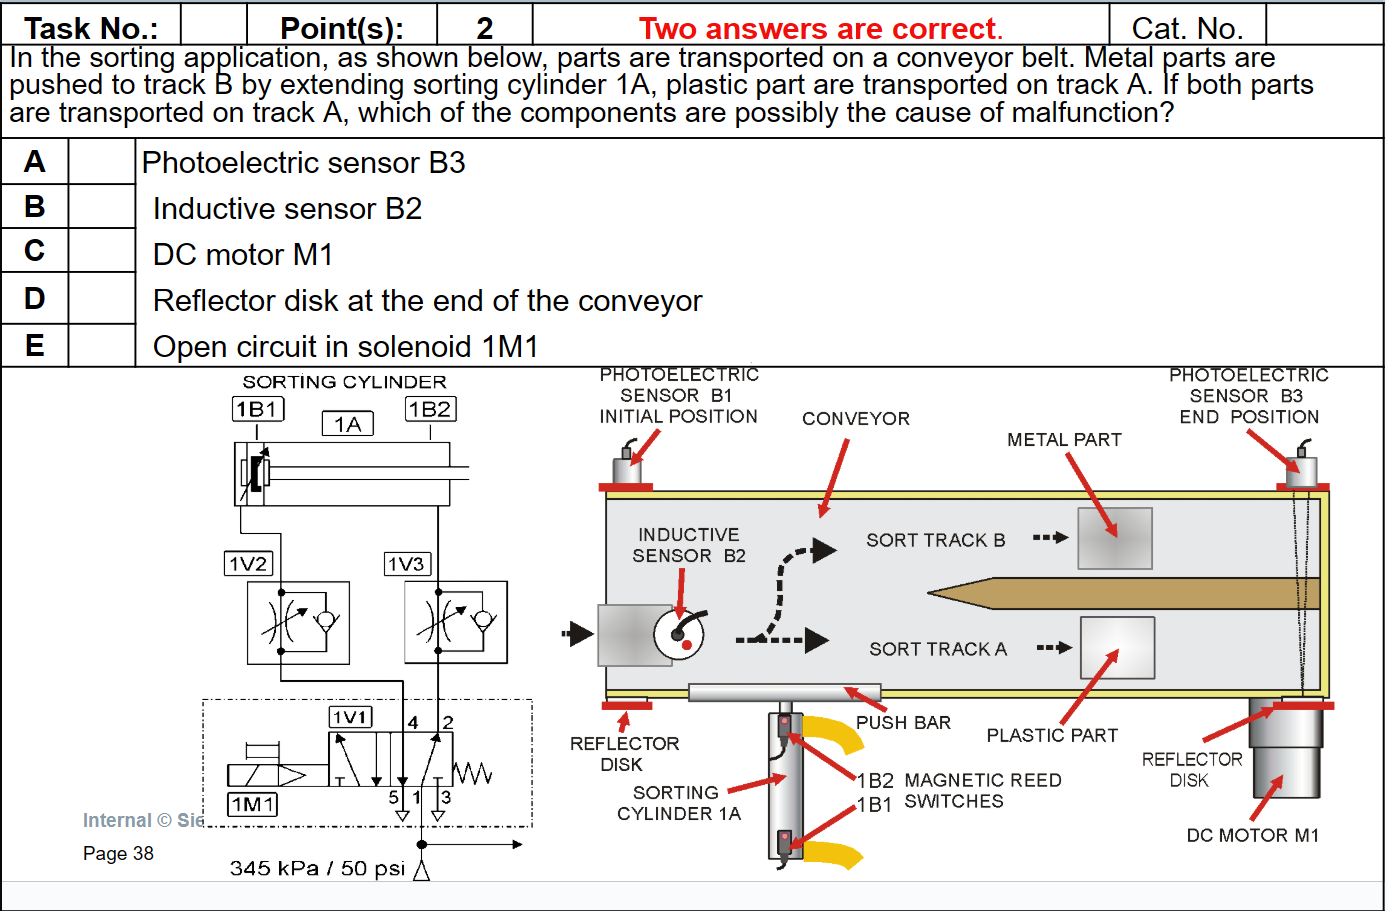 Task No.: Point(s): 2 Two answers are correct. Cat. No.
In the sorting application, as shown below, parts are transported on a conveyor belt. Metal parts are
pushed to track B by extending sorting cylinder 1A, plastic part are transported on track A. If both parts
are transported on track A, which of the components are possibly the cause of malfunction?
A Photoelectric sensor B3
B Inductive sensor B2
C DC motor M1
D Reflector disk at the end of the conveyor
E Open circuit in solenoid 1M1
SORTING CYLINDER
1B1
1A
1B2
1V2
1V3
1V1
4
2
1M1
5
1
3
345 kPa / 50 psi
Internal © Sie
Page 38
PHOTOELECTRIC
SENSOR B1
INITIAL POSITION
CONVEYOR
METAL PART
PHOTOELECTRIC
SENSOR B3
END POSITION
INDUCTIVE
SENSOR B2
SORT TRACK B
SORT TRACK A
PUSH BAR
PLASTIC PART
REFLECTOR
DISK
REFLECTOR
DISK
SORTING
CYLINDER 1A
1B2 MAGNETIC REED
1B1 SWITCHES
DC MOTOR M1